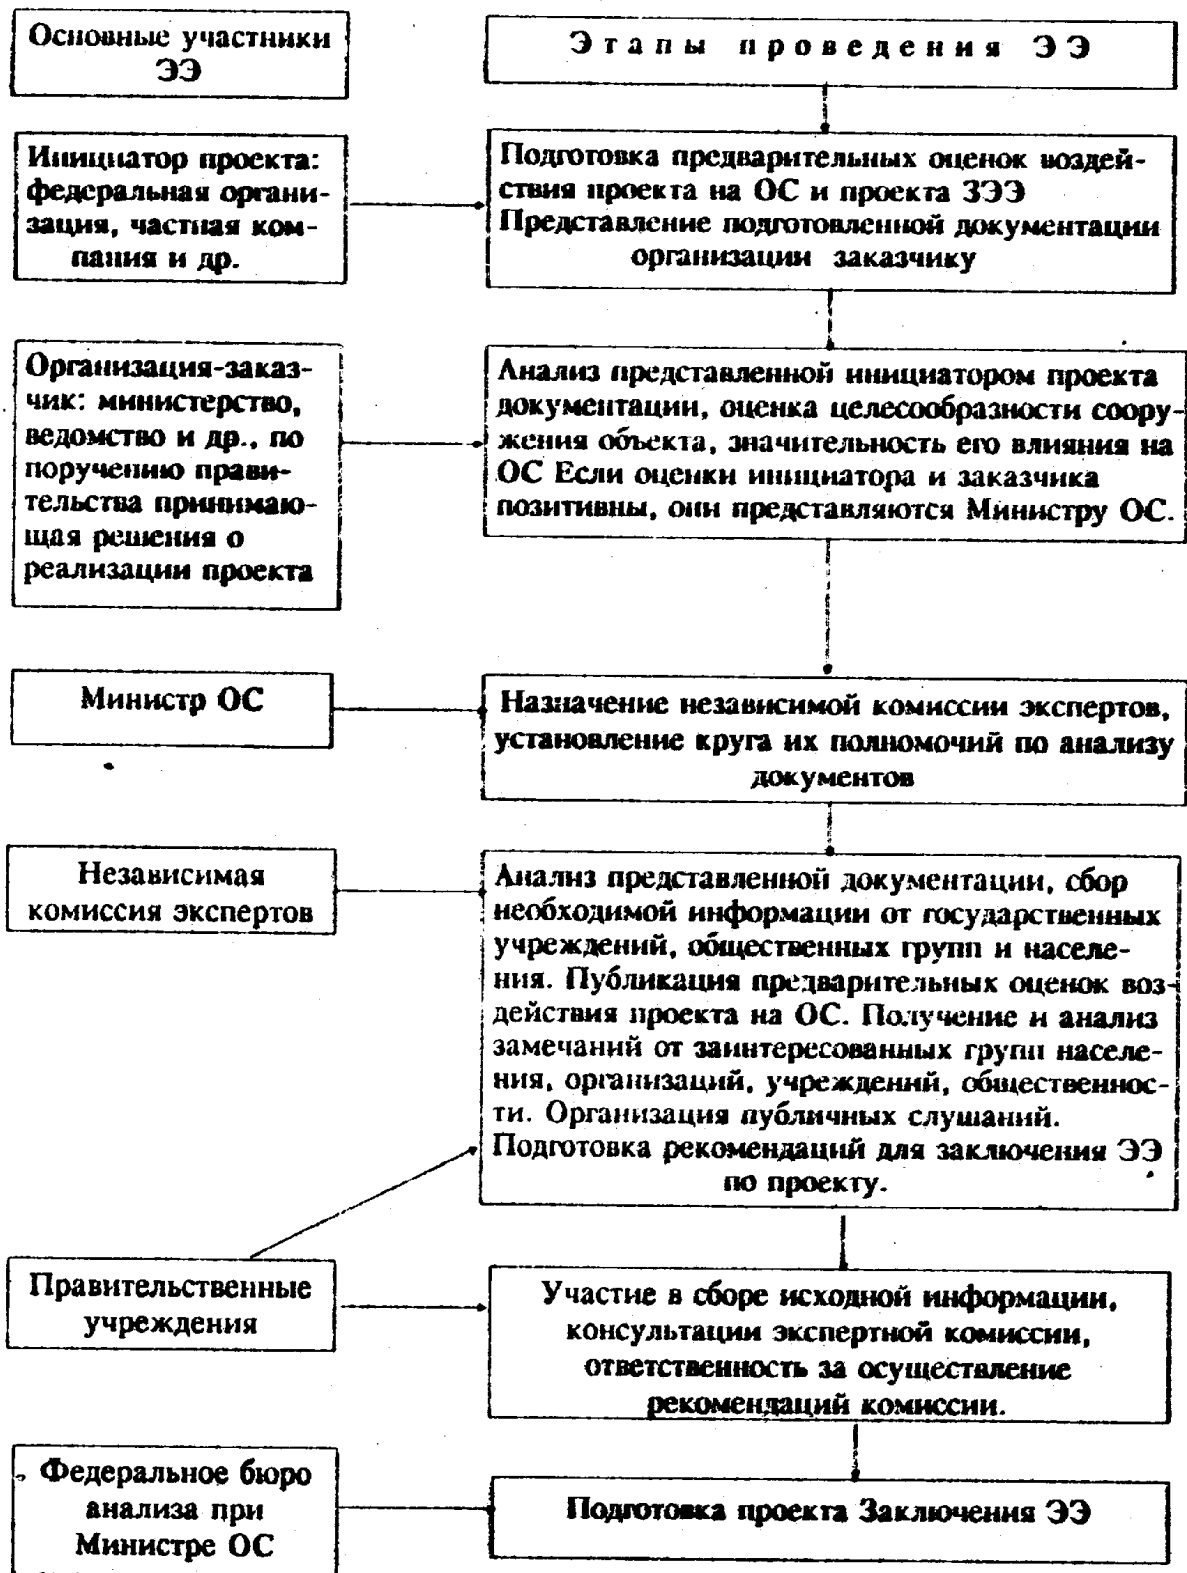 Основные участники
ЭЭ
Этапы проведения ЭЭ
Инициатор проекта:
федеральная органи-
зация, частная ком-
пания и др.
Подготовка предварительных оценок воздей-
ствия проекта на ОС и проекта ЗЭЭ
Представление подготовленной документации
организации заказчику
Организация-заказ-
чик: министерство,
ведомство и др., по
поручению прави-
тельства принимаю-
щая решения о
реализации проекта
Анализ представленной инициатором проекта
документации, оценка целесообразности соору-
жения объекта, значительность его влияния на
ОС Если оценки инициатора и заказчика
позитивны, они представляются Министру ОС.
Министр ОС
Назначение независимой комиссии экспертов,
установление круга их полномочий по анализу
документов
Независимая
комиссия экспертов
Анализ представленной документации, сбор
необходимой информации от государственных
учреждений, общественных групп и населе-
ния. Публикация предварительных оценок воз-
действия проекта на ОС. Получение и анализ
замечаний от заинтересованных групп населе-
ния, организаций, учреждений, общественнос-
ти. Организация публичных слушаний.
Подготовка рекомендаций для заключения ЭЭ
по проекту.
Правительственные
учреждения
Участие в сборе исходной информации,
консультации экспертной комиссии,
ответственность за осуществление
рекомендаций комиссии.
Федеральное бюро
анализа при
Министре ОС
Подготовка проекта Заключения ЭЭ